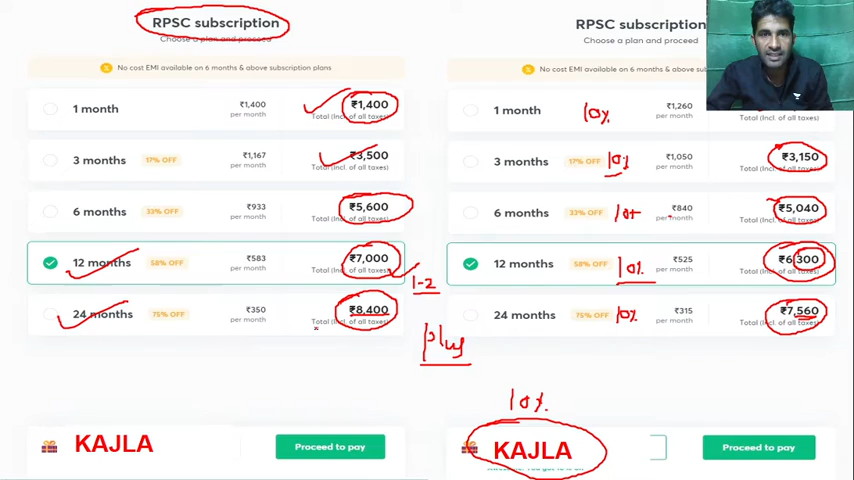 RPSC subscription
Choose a plan and proceed
No cost EMI available on 6 months & above subscription plans
1 month ₹1,400 per month ₹1,400 Total (Incl. of all taxes)
3 months 17% OFF ₹1,167 per month ₹3,500 Total (Incl. of all taxes)
6 months 33% OFF ₹933 per month ₹5,600 Total (Incl. of all taxes)
12 months 58% OFF ₹583 per month ₹7,000 Total (Incl. of all taxes)
1-2
24 months 75% OFF ₹350 per month ₹8,400 Total (Incl. of all taxes)
plus
KAJLA
Proceed to pay
RPSC subscription
Choose a plan and proceed
No cost EMI available on 6 months & above subscription
1 month 10% ₹1,260 per month Total (Incl. of all taxes)
3 months 17% OFF 10% ₹1,050 per month ₹3,150 Total (Incl. of all taxes)
6 months 33% OFF ₹840 per month ₹5,040 Total (Incl. of all taxes)
12 months 58% OFF 10% ₹525 per month ₹6,300 Total (Incl. of all taxes)
24 months 75% OFF 10% ₹315 per month ₹7,560 Total (Incl. of all taxes)
10%
KAJLA
Proceed to pay